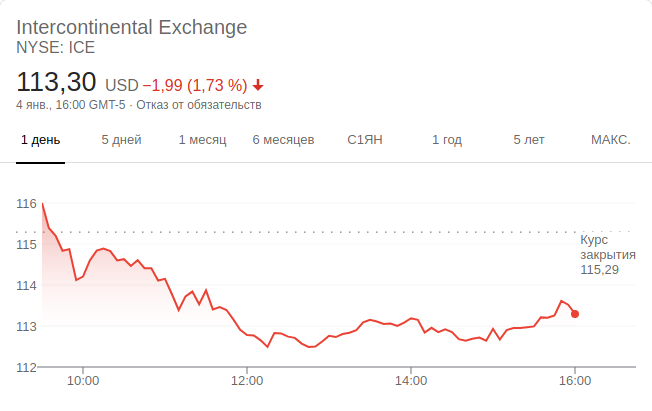 Intercontinental Exchange
NYSE: ICE
113,30 USD −1,99 (1,73 %)
4 янв., 16:00 GMT-5 · Отказ от обязательств
1 день 5 дней 1 месяц 6 месяцев С1ЯН 1 год 5 лет МАКС.
116
115
114
113
112
Курс
закрытия
115,29
10:00 12:00 14:00 16:00